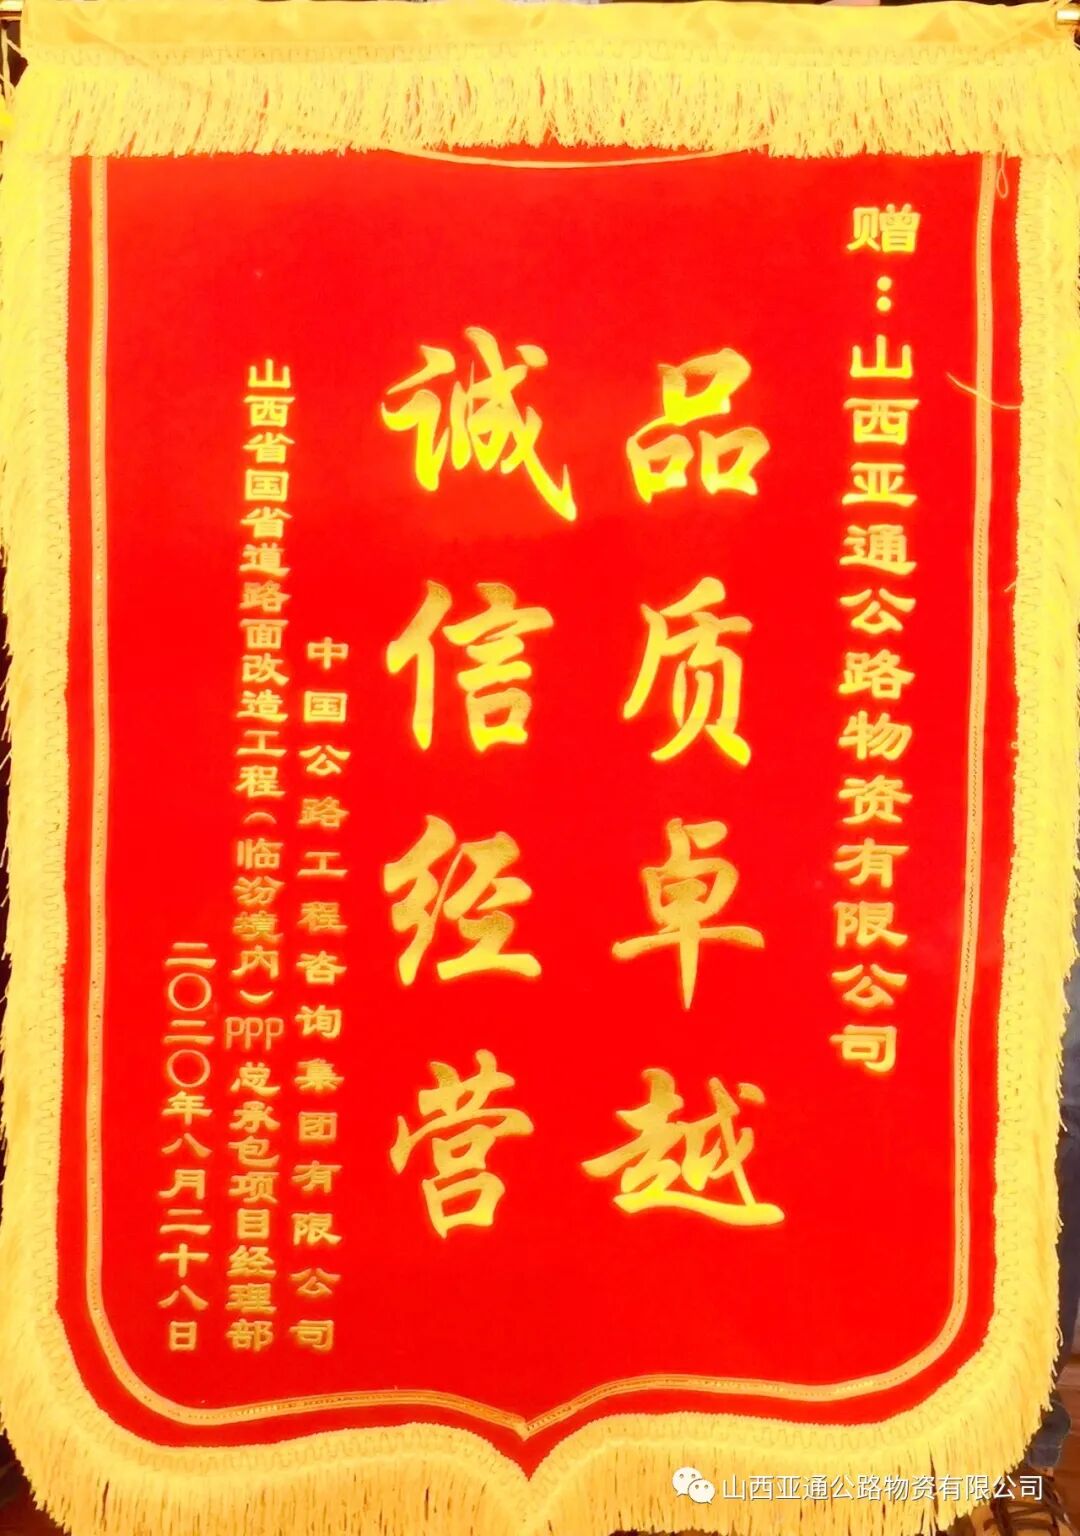 赠：山西亚通公路物资有限公司
品质卓越
诚信经营
中国公路工程咨询集团有限公司
山西省国省道路面改造工程（临汾境内）PPP总承包项目经理部
二〇二〇年八月二十八日
山西亚通公路物资有限公司